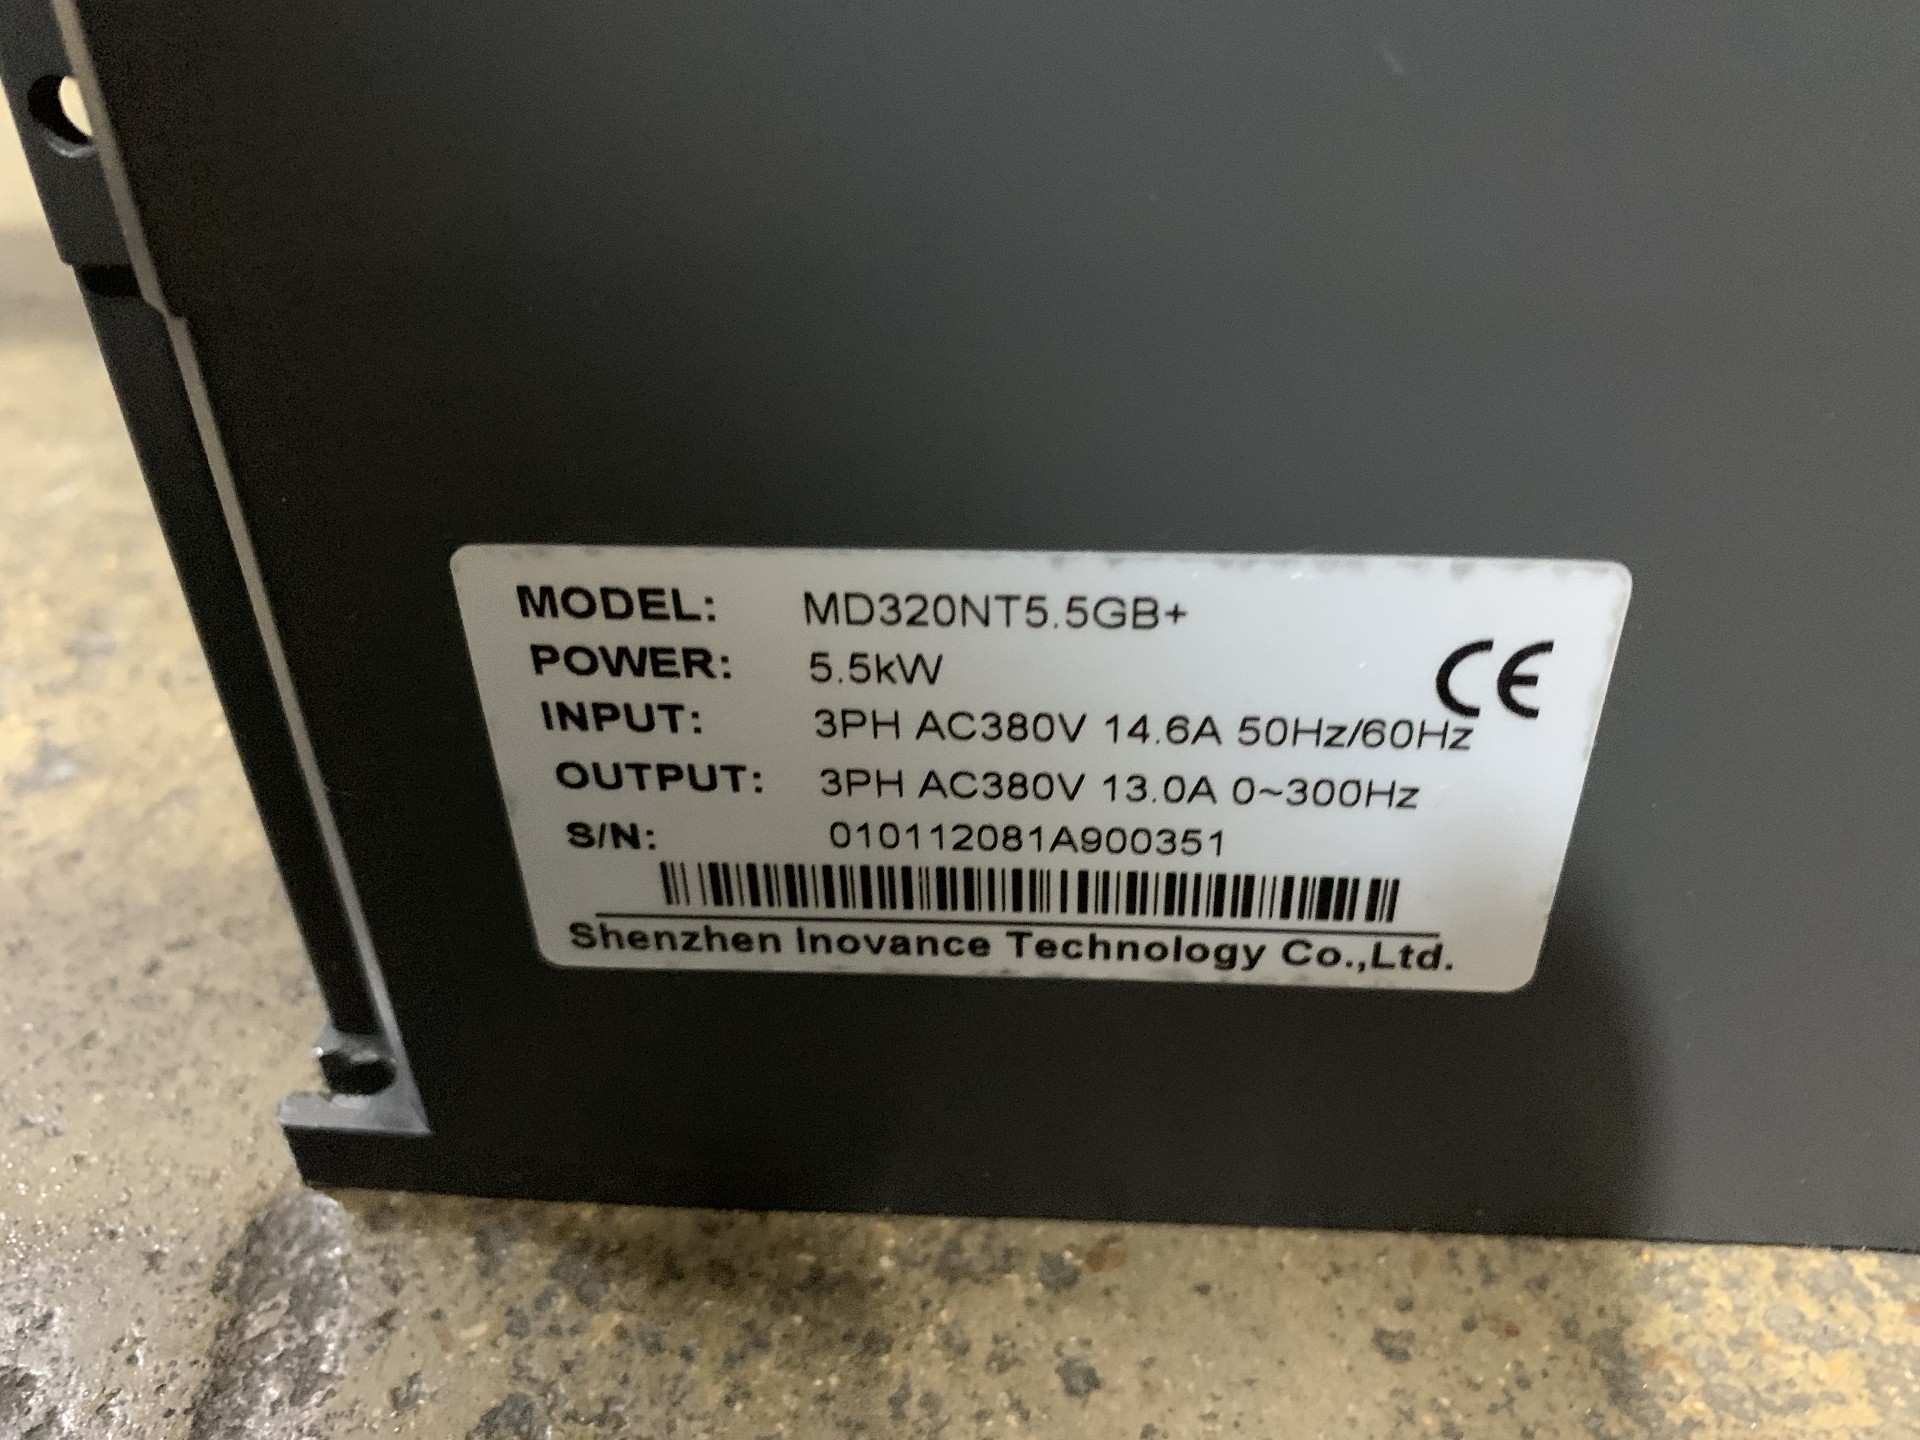 MODEL: MD320NT5.5GB+
POWER: 5.5kW
CE
INPUT: 3PH AC380V 14.6A 50Hz/60Hz
OUTPUT: 3PH AC380V 13.0A 0~300Hz
S/N: 010112081A900351
Shenzhen Inovance Technology Co.,Ltd.